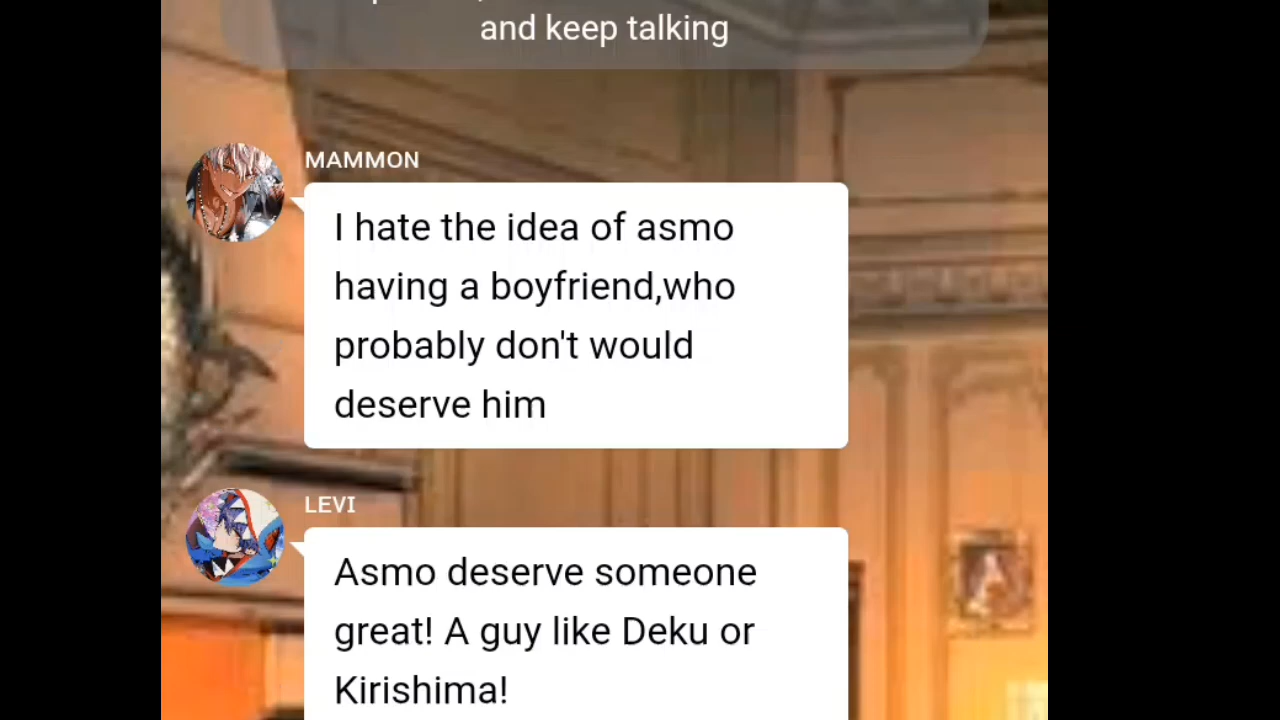 and keep talking
MAMMON
I hate the idea of asmo
having a boyfriend,who
probably don't would
deserve him
LEVI
Asmo deserve someone
great! A guy like Deku or
Kirishima!